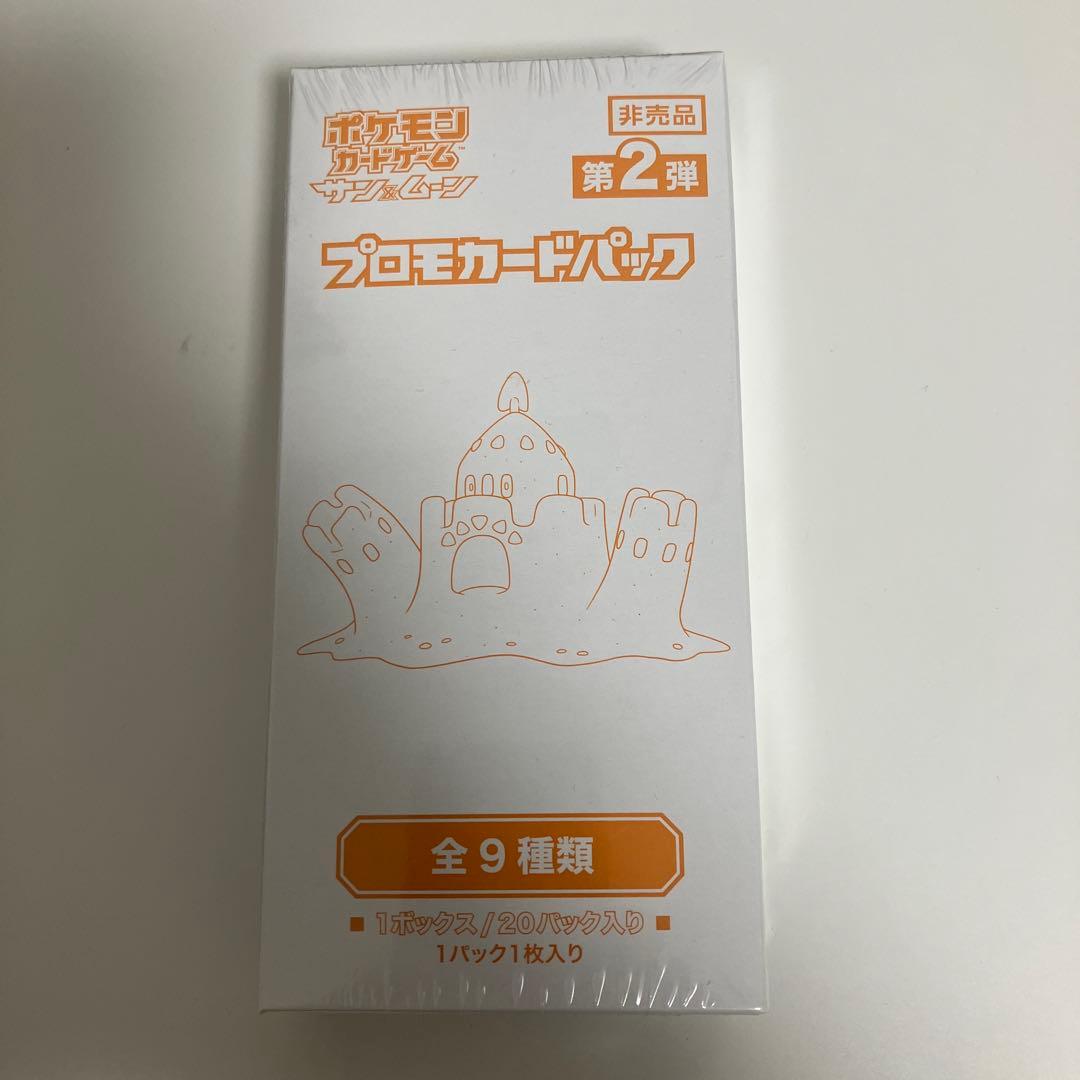 ポケモン
カードゲーム™
サン&ムーン
非売品
第2弾
プロモカードパック
全9種類
■ 1ボックス/20パック入り ■
1パック1枚入り